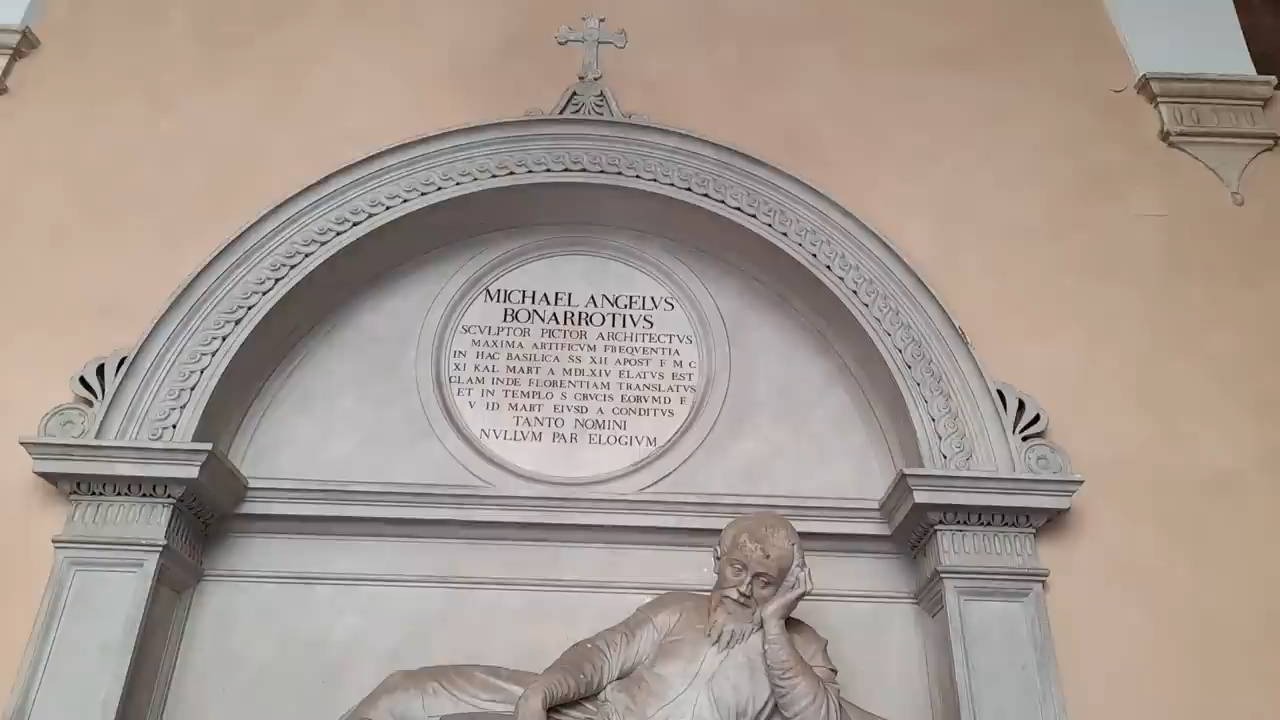 MICHAEL ANGELVS
BONARROTIVS
SCVLPTOR PICTOR ARCHITECTVS
MAXIMA ARTIFICVM FREQVENTIA
IN HAC BASILICA SS XII APOST F M C
XI KAL MART A MDLXIV ELATVS EST
CLAM INDE FLORENTIAM TRANSLATVS
ET IN TEMPLO S CRVCIS EORVMD F
V ID MART EIVSD A CONDITVS
TANTO NOMINI
NVLLVM PAR ELOGIVM